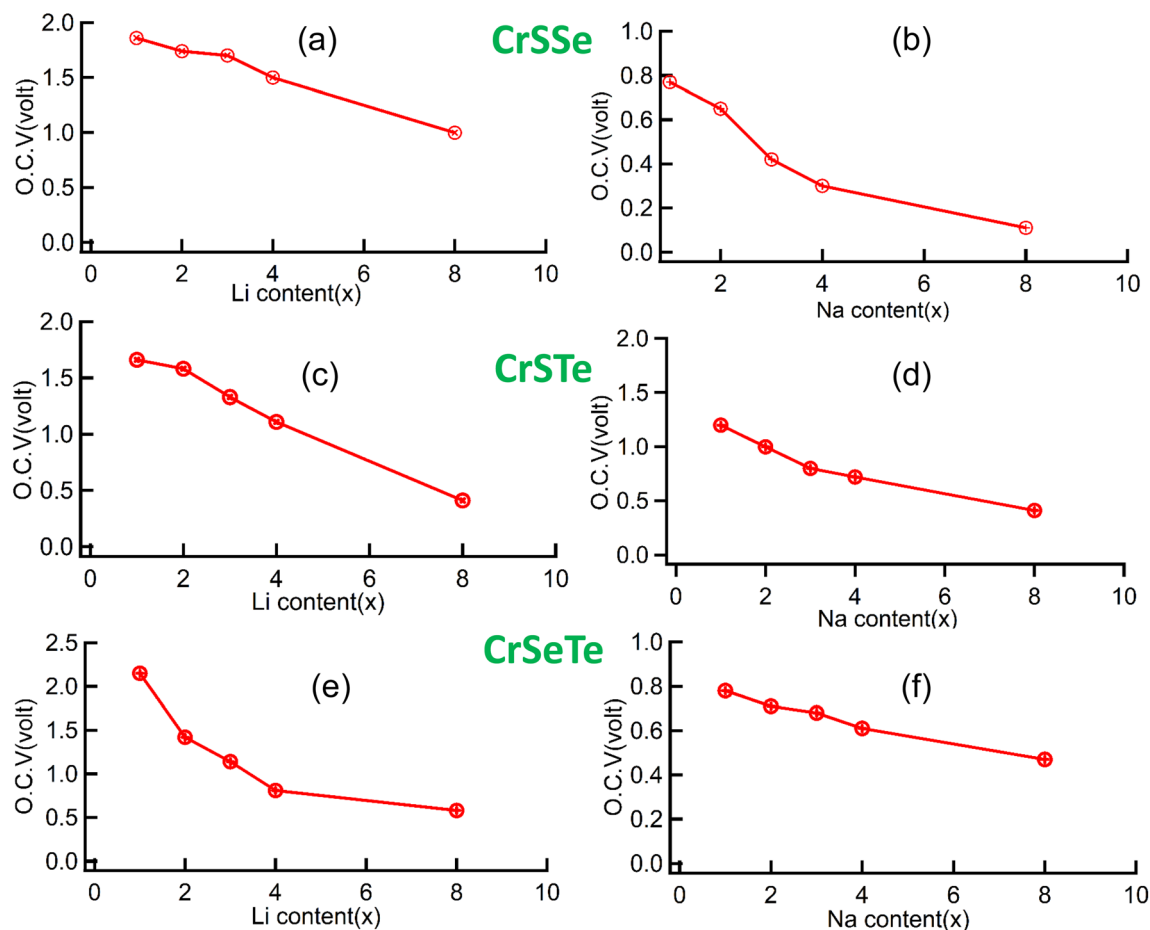 CrSSe
(a)
O.C.V(volt)
2.0
1.5
1.0
0.5
0.0
0 2 4 6 8 10
Li content(x)
(b)
O.C.V(volt)
1.0
0.8
0.6
0.4
0.2
0.0
2 4 6 8 10
Na content(x)
CrSTe
(c)
O.C.V(volt)
2.0
1.5
1.0
0.5
0.0
0 2 4 6 8 10
Li content(x)
(d)
O.C.V(volt)
2.0
1.5
1.0
0.5
0.0
0 2 4 6 8 10
Na content(x)
CrSeTe
(e)
O.C.V(volt)
2.5
2.0
1.5
1.0
0.5
0.0
0 2 4 6 8 10
Li content(x)
(f)
O.C.V(volt)
1.0
0.8
0.6
0.4
0.2
0.0
0 2 4 6 8 10
Na content(x)